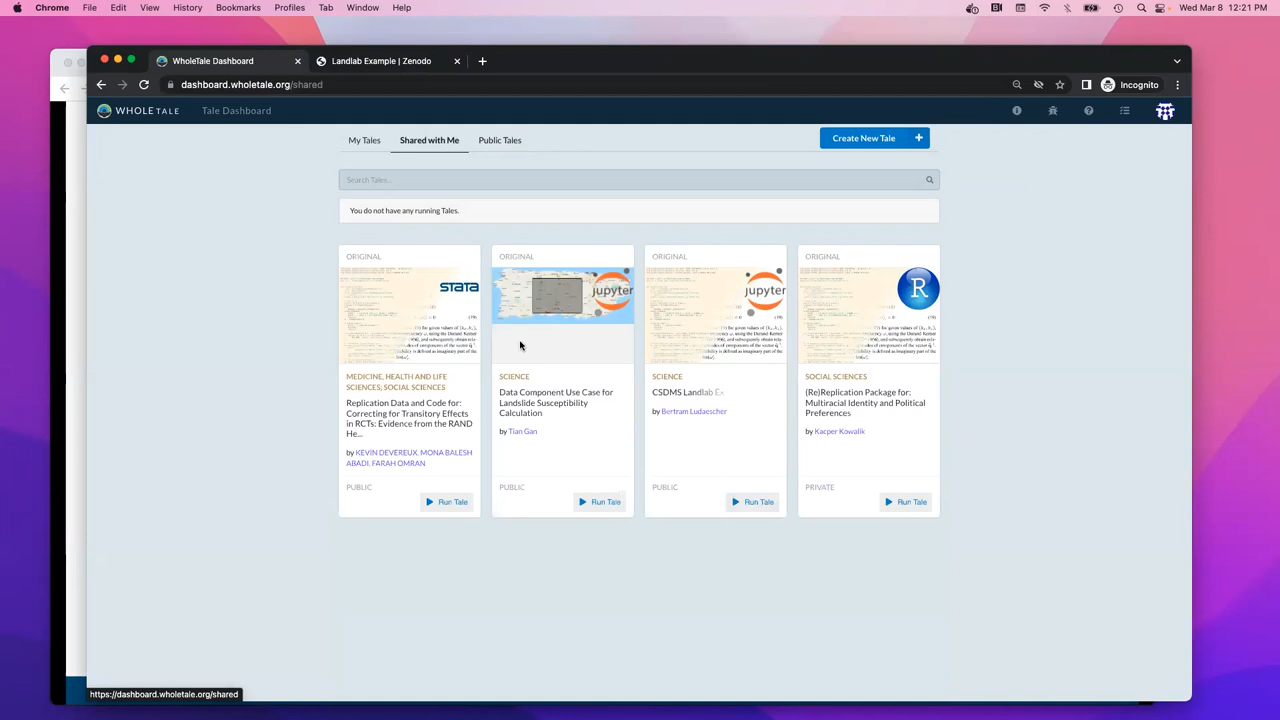 Chrome File Edit View History Bookmarks Profiles Tab Window Help Wed Mar 8 12:21 PM
WholeTale Dashboard Landlab Example | Zenodo
dashboard.wholetale.org/shared Incognito
WHOLE TALE Tale Dashboard
My Tales Shared with Me Public Tales Create New Tale +
Search Tales...
You do not have any running Tales.
ORIGINAL
STATA
MEDICINE, HEALTH AND LIFE
SCIENCES; SOCIAL SCIENCES
Replication Data and Code for:
Correcting for Transitory Effects
in RCTs: Evidence from the RAND
He...
by KEVIN DEVEREUX, MONA BALESH
ABADI, FARAH OMRAN
PUBLIC
Run Tale
ORIGINAL
jupyter
SCIENCE
Data Component Use Case for
Landslide Susceptibility
Calculation
by Tian Gan
PUBLIC
Run Tale
ORIGINAL
jupyter
SCIENCE
CSDMS Landlab Ex
by Bertram Ludaescher
PUBLIC
Run Tale
ORIGINAL
R
SOCIAL SCIENCES
(Re)Replication Package for:
Multiracial Identity and Political
Preferences
by Kacper Kowalik
PRIVATE
Run Tale
https://dashboard.wholetale.org/shared